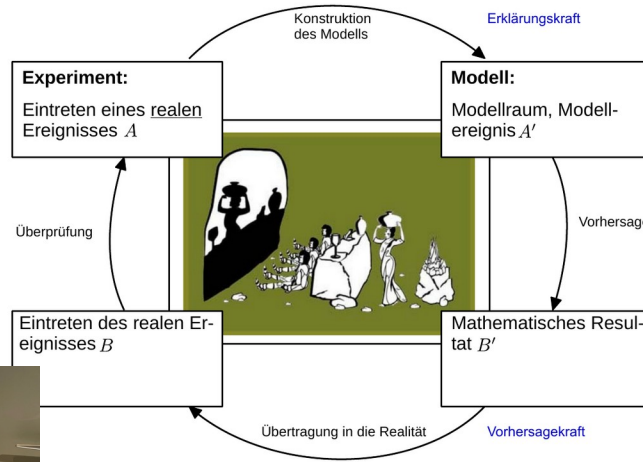 Konstruktion
des Modells
Erklärungskraft
Experiment:
Eintreten eines realen
Ereignisses A
Modell:
Modellraum, Modell-
ereignis A′
Überprüfung
Vorhersage
Eintreten des realen Er-
eignisses B
Mathematisches Resul-
tat B′
Übertragung in die Realität
Vorhersagekraft